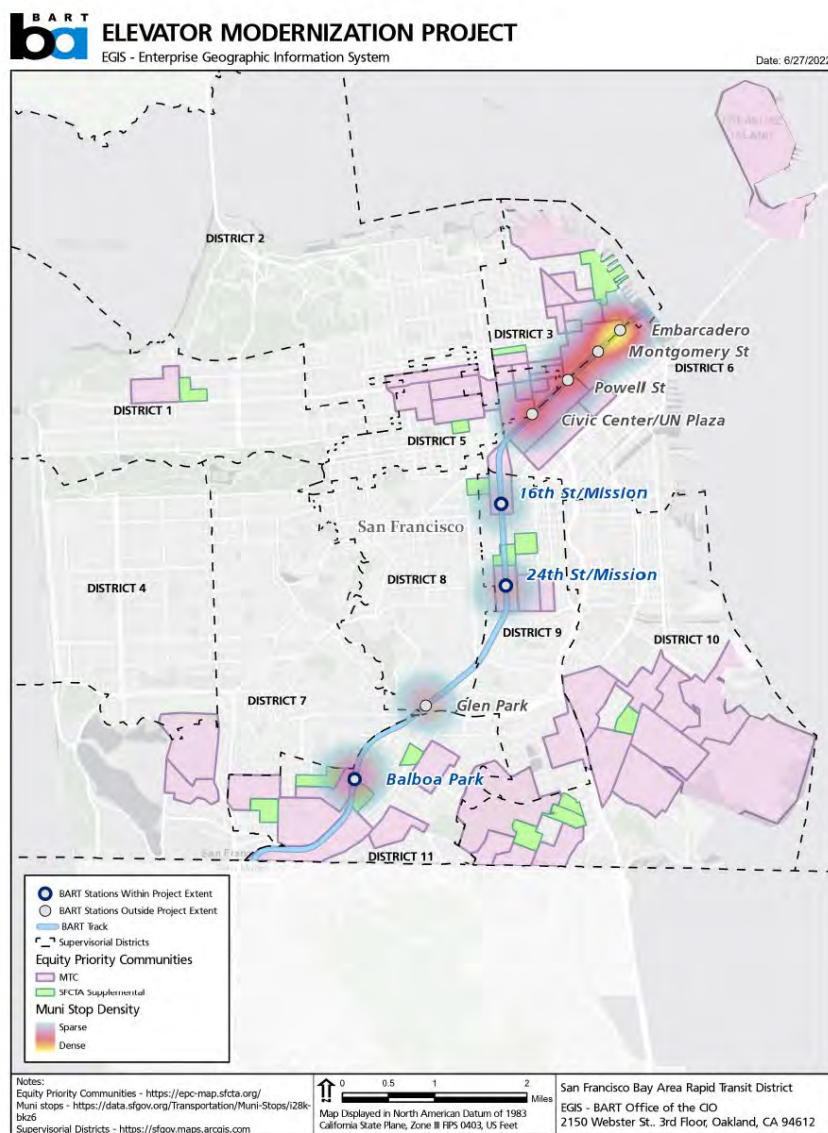 BART
ba
ELEVATOR MODERNIZATION PROJECT
EGIS - Enterprise Geographic Information System
Date: 6/27/2022
TREASURE
ISLAND
DISTRICT 2
DISTRICT 3
Embarcadero
Montgomery St
DISTRICT 6
Powell St
DISTRICT 1
DISTRICT 5
Civic Center/UN Plaza
16th St/Mission
San Francisco
24th St/Mission
DISTRICT 8
DISTRICT 4
DISTRICT 9
DISTRICT 10
DISTRICT 7
Glen Park
Balboa Park
DISTRICT 11
BART Stations Within Project Extent
BART Stations Outside Project Extent
BART Track
Supervisorial Districts
Equity Priority Communities
MTC
SFCTA Supplemental
Muni Stop Density
Sparse
Dense
Notes:
Equity Priority Communities - https://epc-map.sfcta.org/
Muni stops - https://data.sfgov.org/Transportation/Muni-Stops/i28k-
bkz6
Supervisorial Districts - https://sfgov.maps.arcgis.com
0 0.5 1 2
Miles
Map Displayed in North American Datum of 1983
California State Plane, Zone III FIPS 0403, US Feet
San Francisco Bay Area Rapid Transit District
EGIS - BART Office of the CIO
2150 Webster St.. 3rd Floor, Oakland, CA 94612